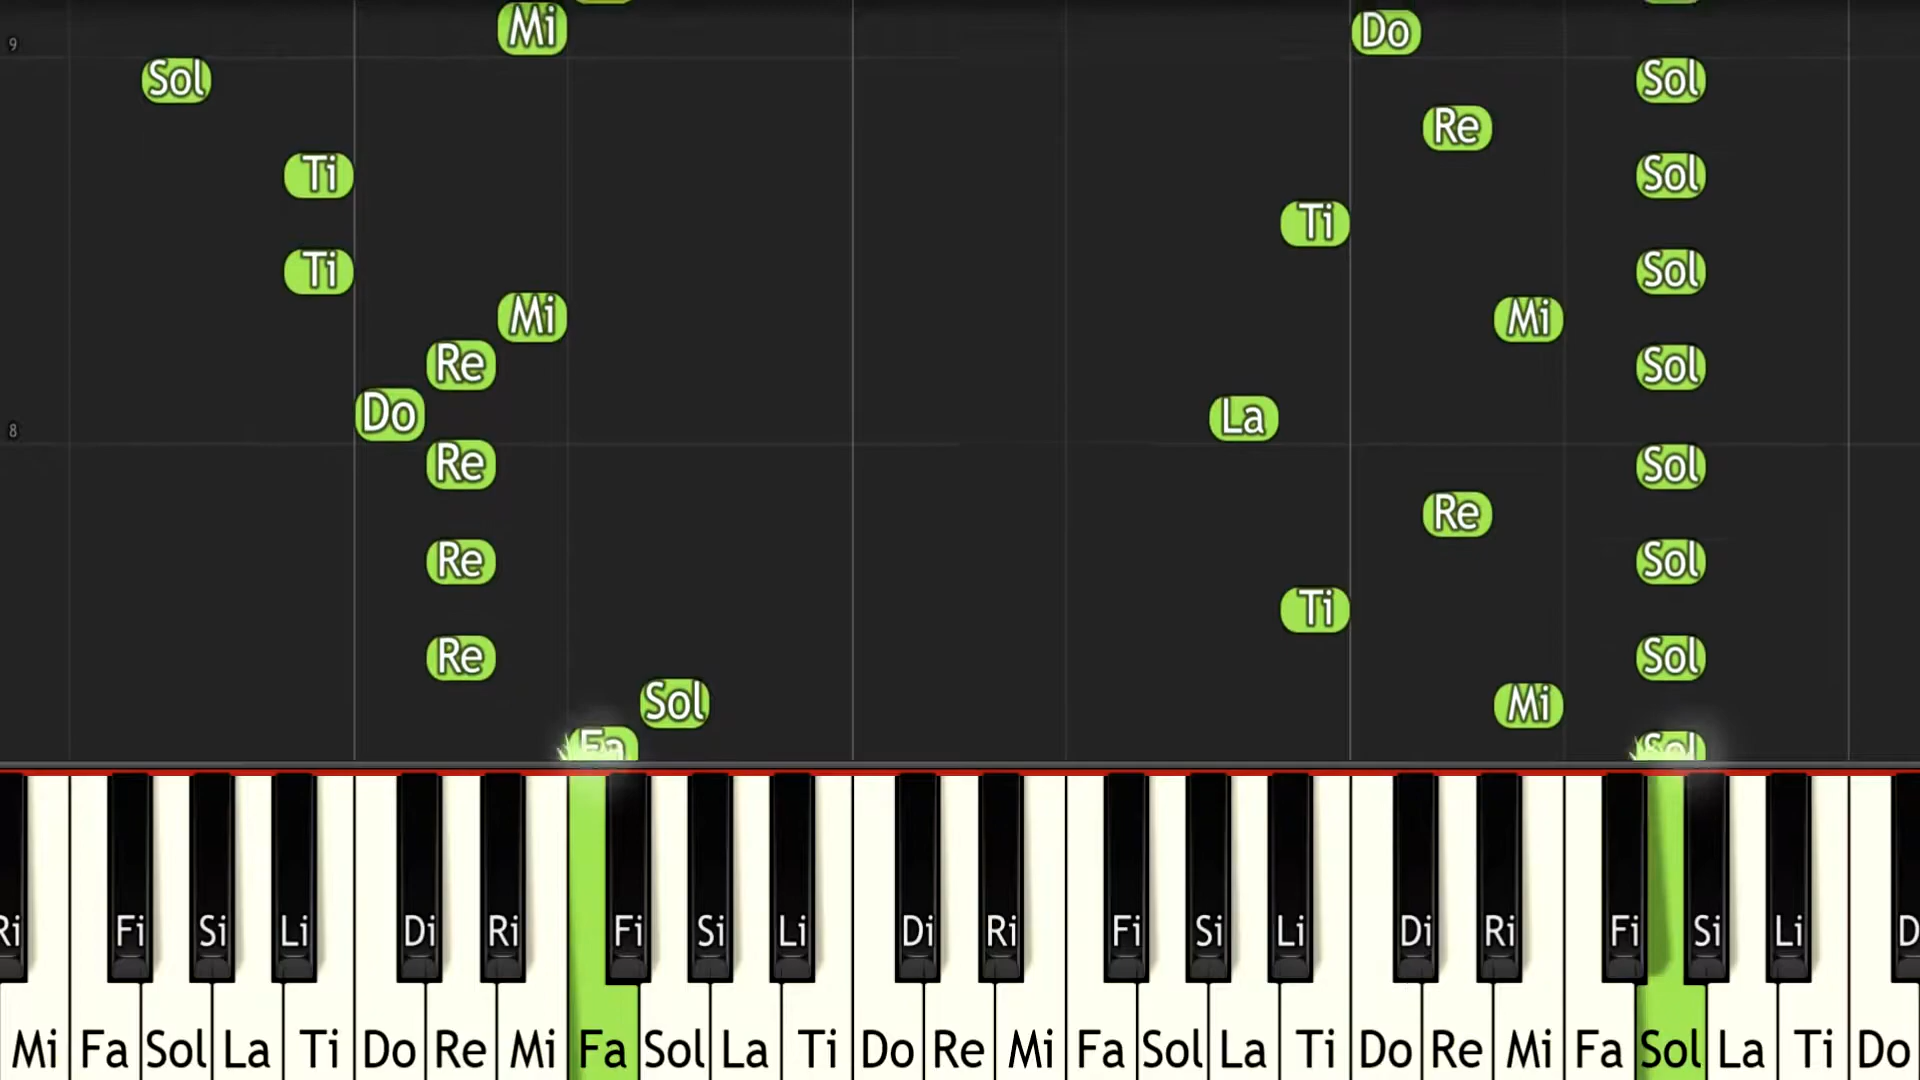 Mi Do
9
Sol Sol
Re
Ti Sol
Ti
Ti Sol
Mi Mi
Re Sol
Do La
8
Re Sol
Re
Re Sol
Ti
Re Sol
Sol Mi
Fa Sol
Ri Fi Si Li Di Ri Fi Si Li Di Ri Fi Si Li Di Ri Fi Si Li D
Mi Fa Sol La Ti Do Re Mi Fa Sol La Ti Do Re Mi Fa Sol La Ti Do Re Mi Fa Sol La Ti Do